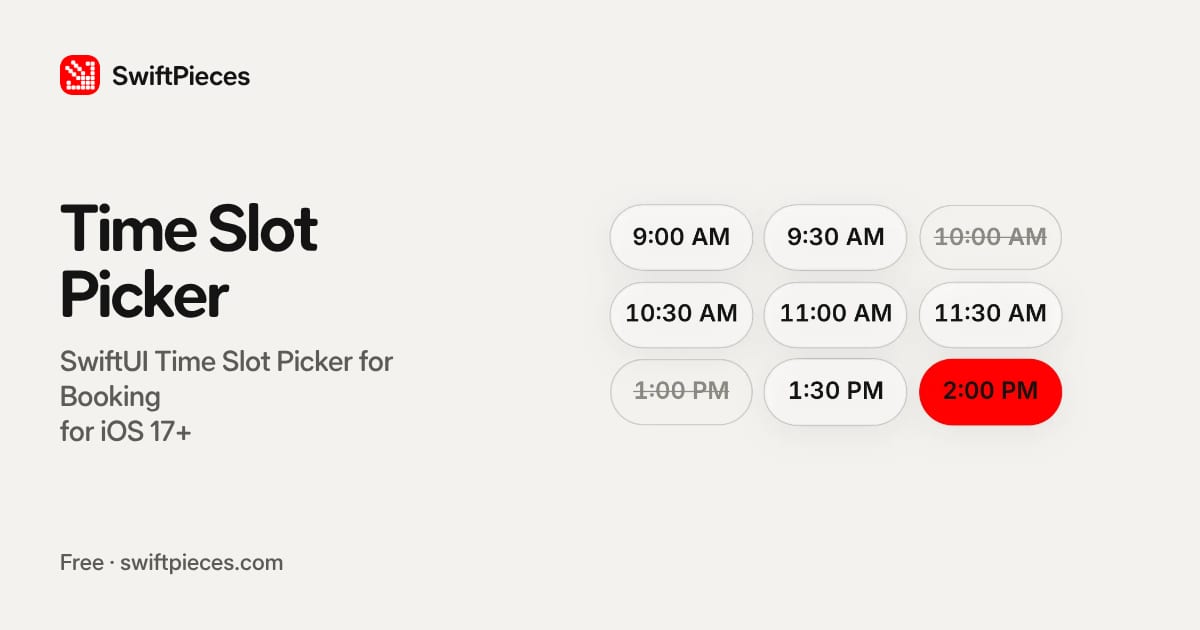 SwiftPieces
Time Slot
Picker
SwiftUI Time Slot Picker for
Booking
for iOS 17+
9:00 AM 9:30 AM 10:00 AM
10:30 AM 11:00 AM 11:30 AM
1:00 PM 1:30 PM 2:00 PM
Free · swiftpieces.com